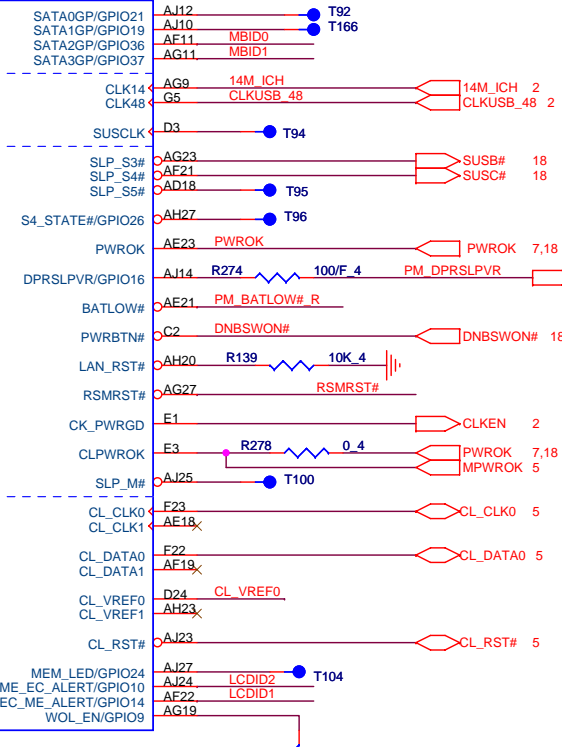 SATA0GP/GPIO21 AJ12 T92
SATA1GP/GPIO19 AJ10 T166
SATA2GP/GPIO36 AF11 MBID0
SATA3GP/GPIO37 AG11 MBID1
CLK14 AG9 14M_ICH 14M_ICH 2
CLK48 G5 CLKUSB_48 CLKUSB_48 2
SUSCLK D3 T94
SLP_S3# AG23 SUSB# 18
SLP_S4# AF21 SUSC# 18
SLP_S5# AD18 T95
S4_STATE#/GPIO26 AH27 T96
PWROK AE23 PWROK PWROK 7,18
DPRSLPVR/GPIO16 AJ14 R274 100/F_4 PM_DPRSLPVR
BATLOW# AE21 PM_BATLOW#_R
PWRBTN# C2 DNBSWON# DNBSWON# 18
LAN_RST# AH20 R139 10K_4
RSMRST# AG27 RSMRST#
CK_PWRGD E1 CLKEN 2
CLPWROK E3 R278 0_4 PWROK 7,18
MPWROK 5
SLP_M# AJ25 T100
CL_CLK0 F23 CL_CLK0 5
CL_CLK1 AE18
CL_DATA0 F22 CL_DATA0 5
CL_DATA1 AF19
CL_VREF0 D24 CL_VREF0
CL_VREF1 AH23
CL_RST# AJ23 CL_RST# 5
MEM_LED/GPIO24 AJ27 T104
ME_EC_ALERT/GPIO10 AJ24 LCDID2
EC_ME_ALERT/GPIO14 AF22 LCDID1
WOL_EN/GPIO9 AG19